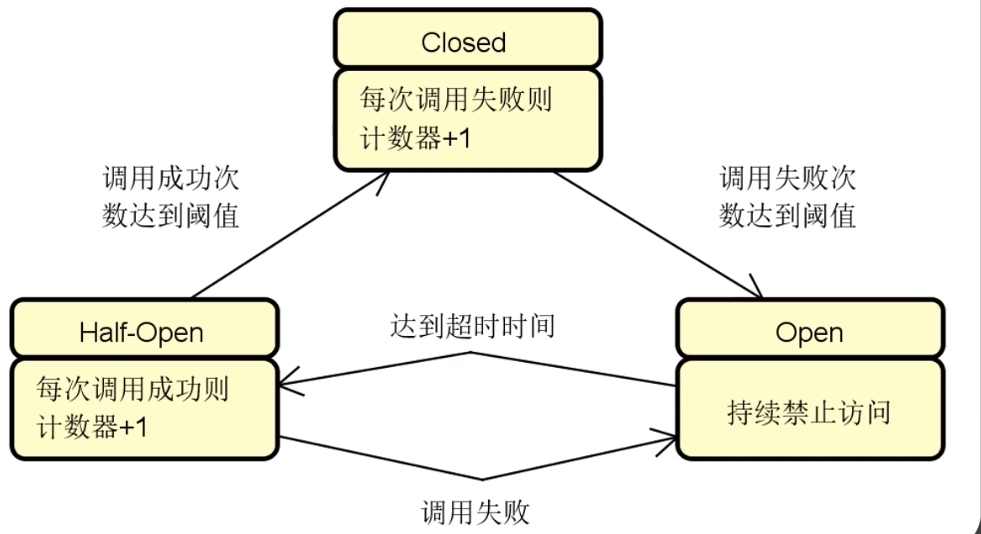 Closed
每次调用失败则
计数器+1
调用成功次
数达到阈值
调用失败次
数达到阈值
Half-Open
每次调用成功则
计数器+1
达到超时时间
Open
持续禁止访问
调用失败